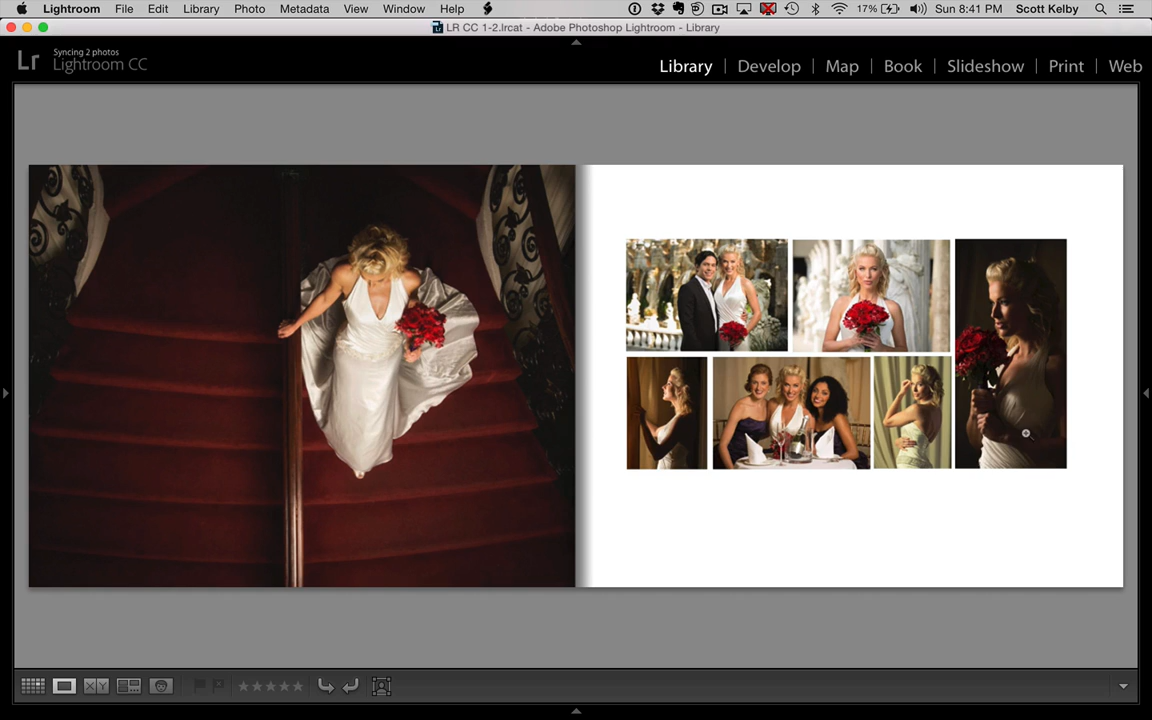 Lightroom File Edit Library Photo Metadata View Window Help 17% Sun 8:41 PM Scott Kelby
LR CC 1-2.lrcat - Adobe Photoshop Lightroom - Library
Lr Syncing 2 photos
Lightroom CC
Library | Develop | Map | Book | Slideshow | Print | Web
X Y